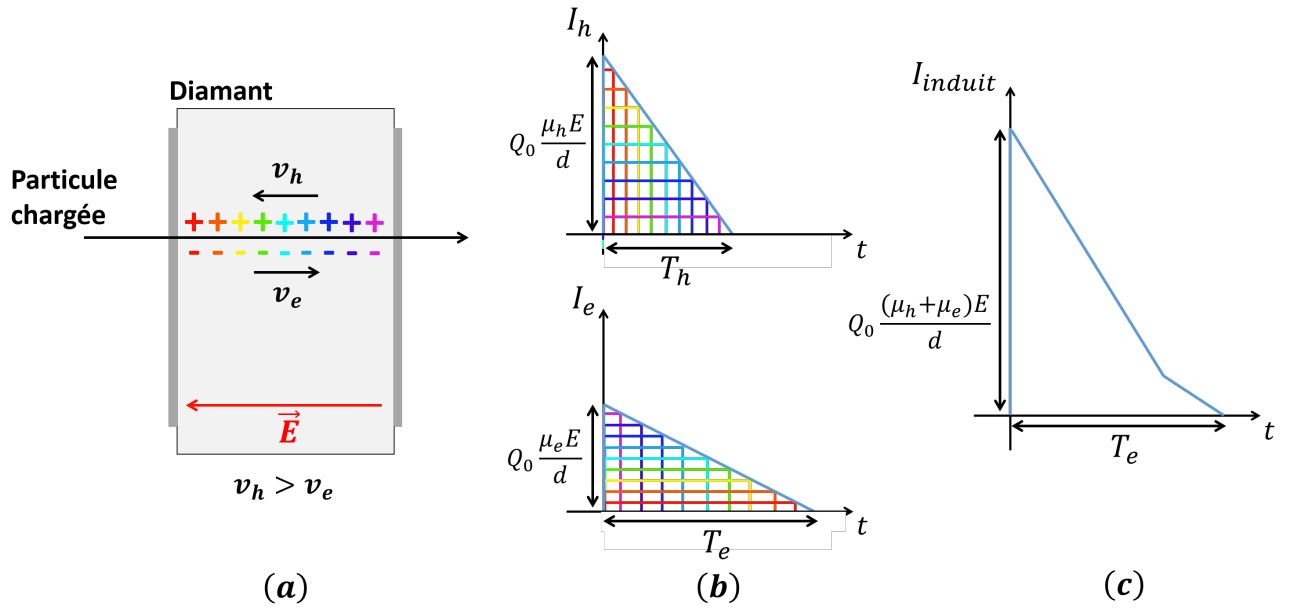 Diamant
Particule
chargée
v_h
+ + + + + + + + +
- - - - - - - - -
v_e
E⃗
v_h > v_e
(a)
I_h
Q_0 μ_hE/d
T_h
t
I_e
Q_0 μ_eE/d
T_e
t
(b)
I_induit
Q_0 (μ_h+μ_e)E/d
T_e
t
(c)